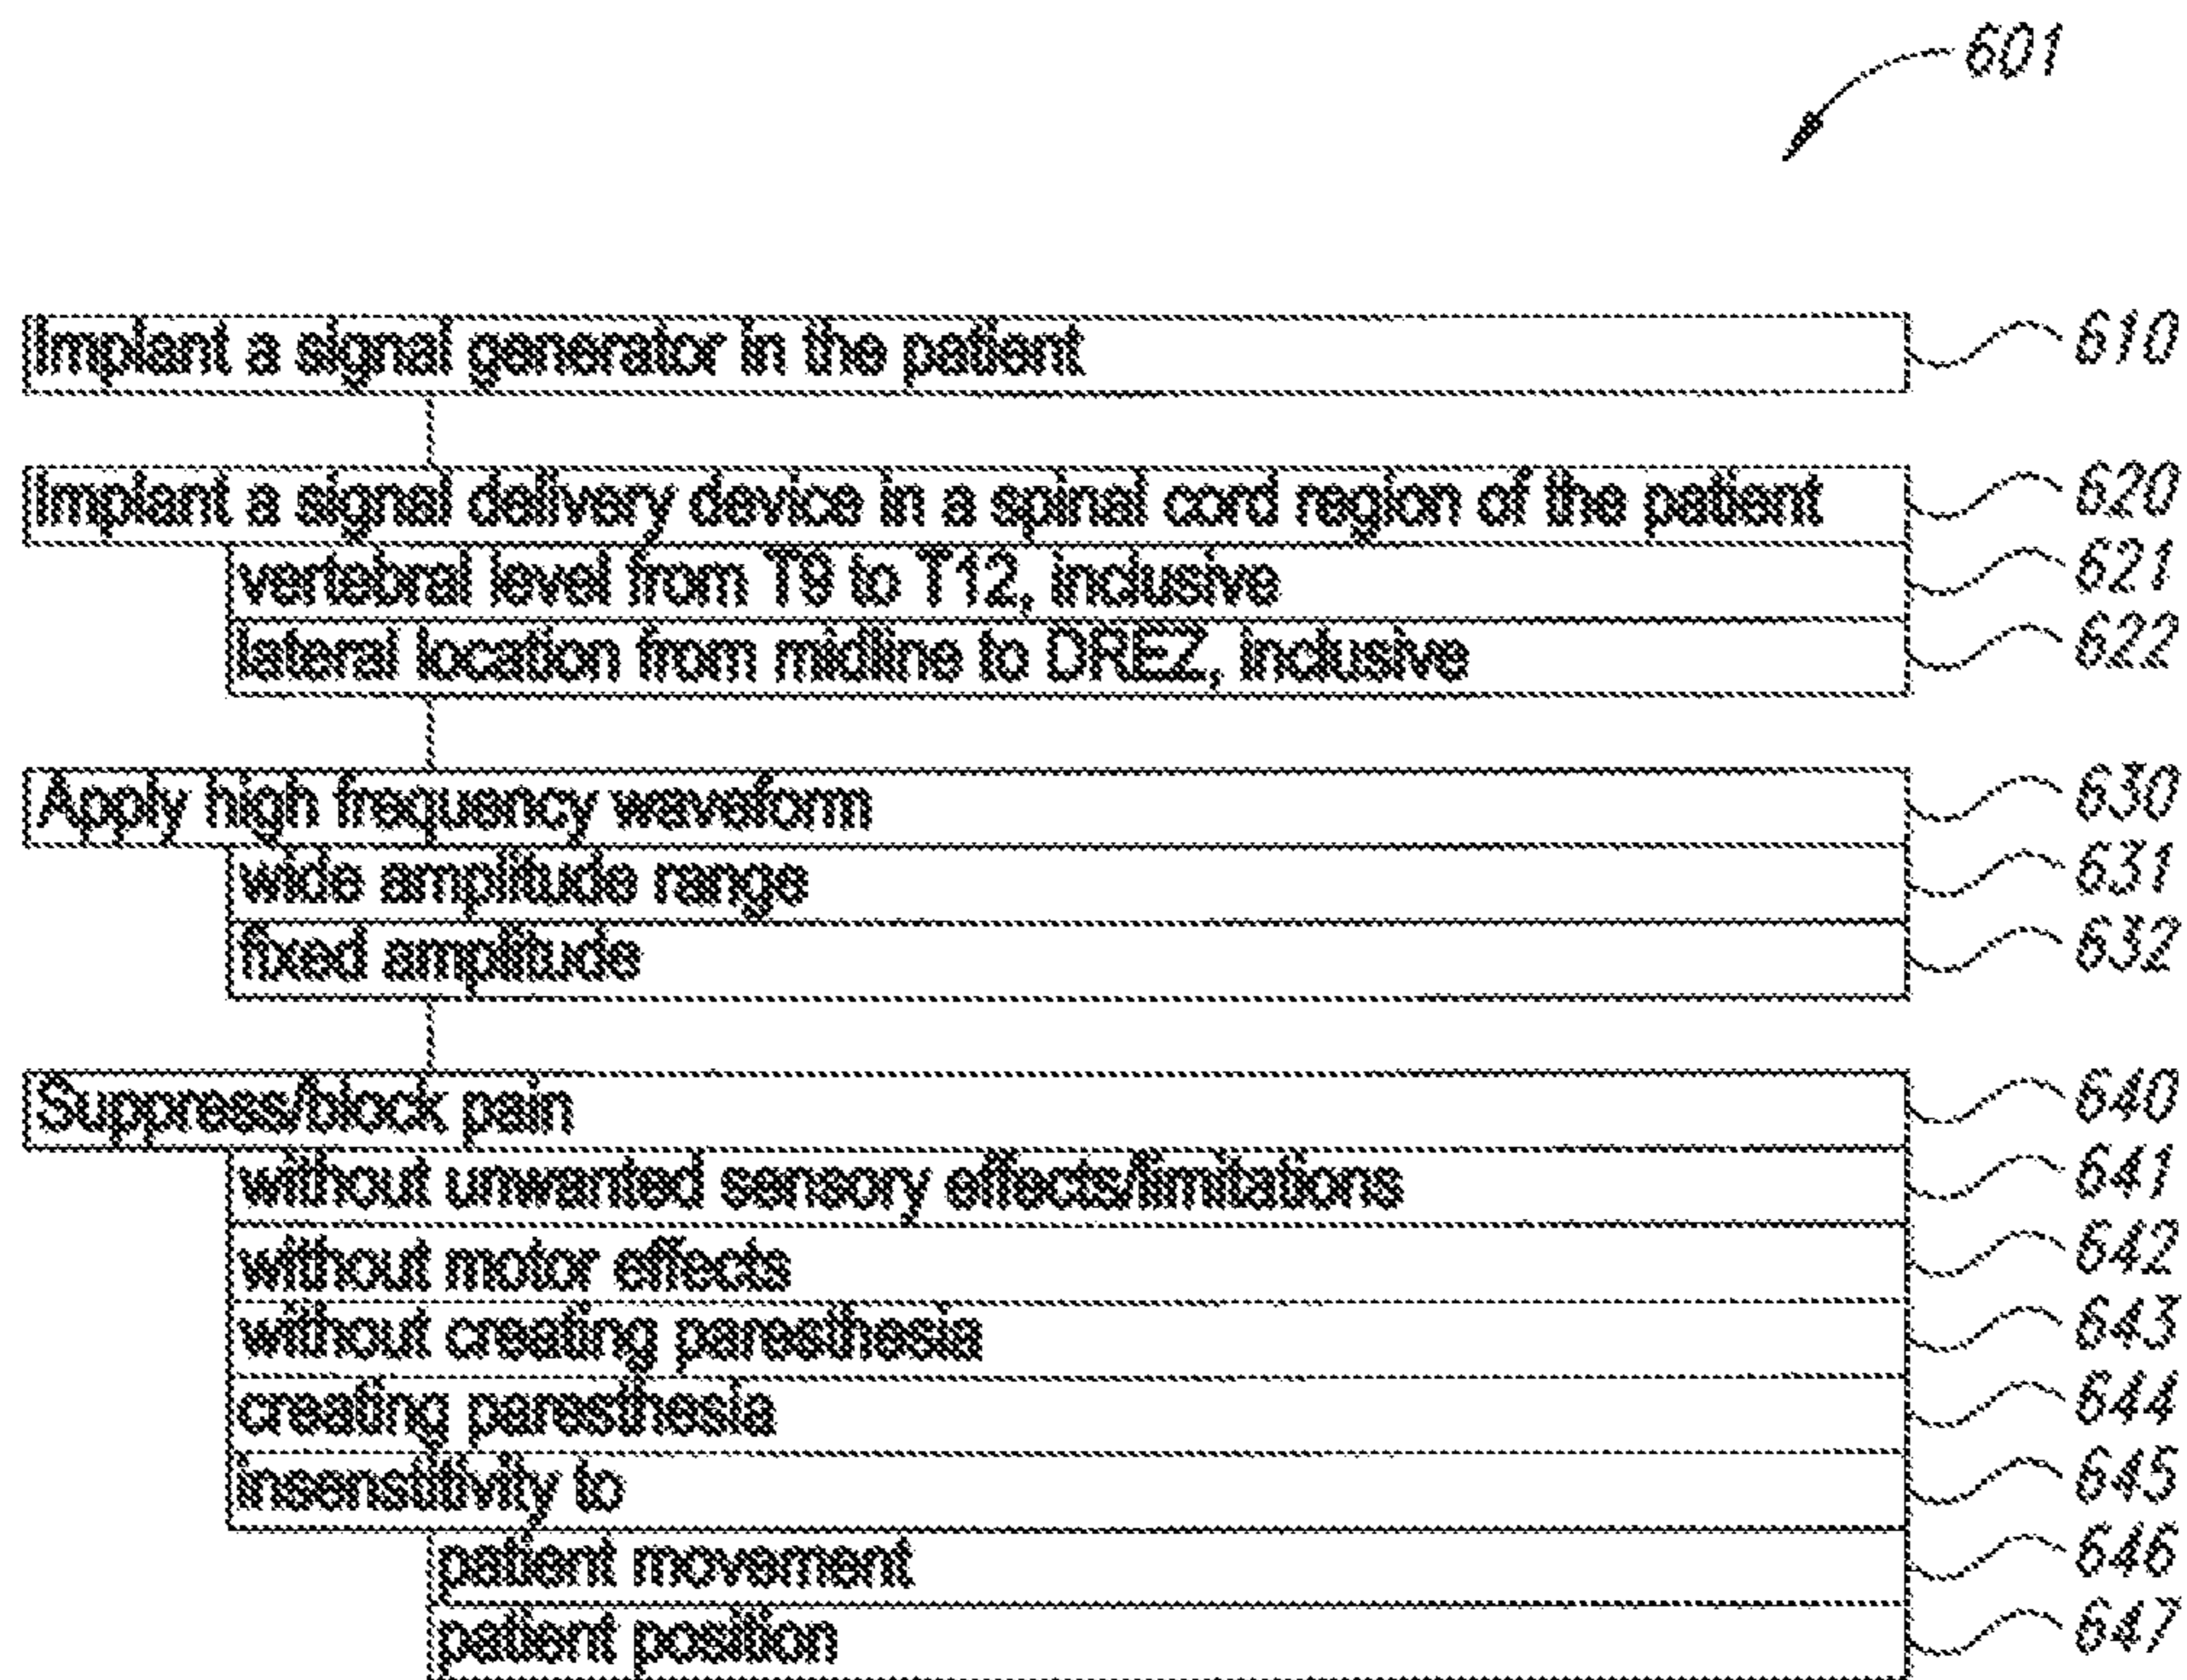 601
Implant a signal generator in the patient 610
Implant a signal delivery device in a spinal cord region of the patient 620
vertebral level from T9 to T12, inclusive 621
lateral location from midline to DREZ, inclusive 622
Apply high frequency waveform 630
wide amplitude range 631
fixed amplitude 632
Suppress/block pain 640
without unwanted sensory effects/limitations 641
without motor effects 642
without creating paresthesia 643
creating paresthesia 644
insenstitivity to 645
patient movement 646
patient position 647